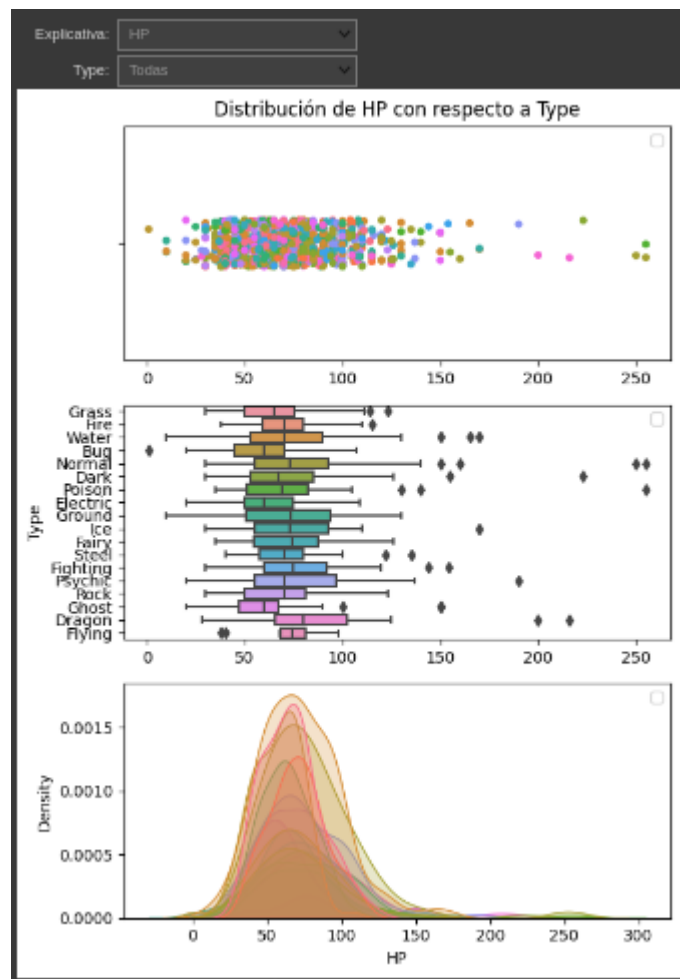 Explicativa: HP
Type: Todas
Distribución de HP con respecto a Type
0 50 100 150 200 250
Type
Grass
Fire
Water
Bug
Normal
Dark
Poison
Electric
Ground
Ice
Fairy
Steel
Fighting
Psychic
Rock
Ghost
Dragon
Flying
0 50 100 150 200 250
Density
0.0015
0.0010
0.0005
0.0000
0 50 100 150 200 250 300
HP